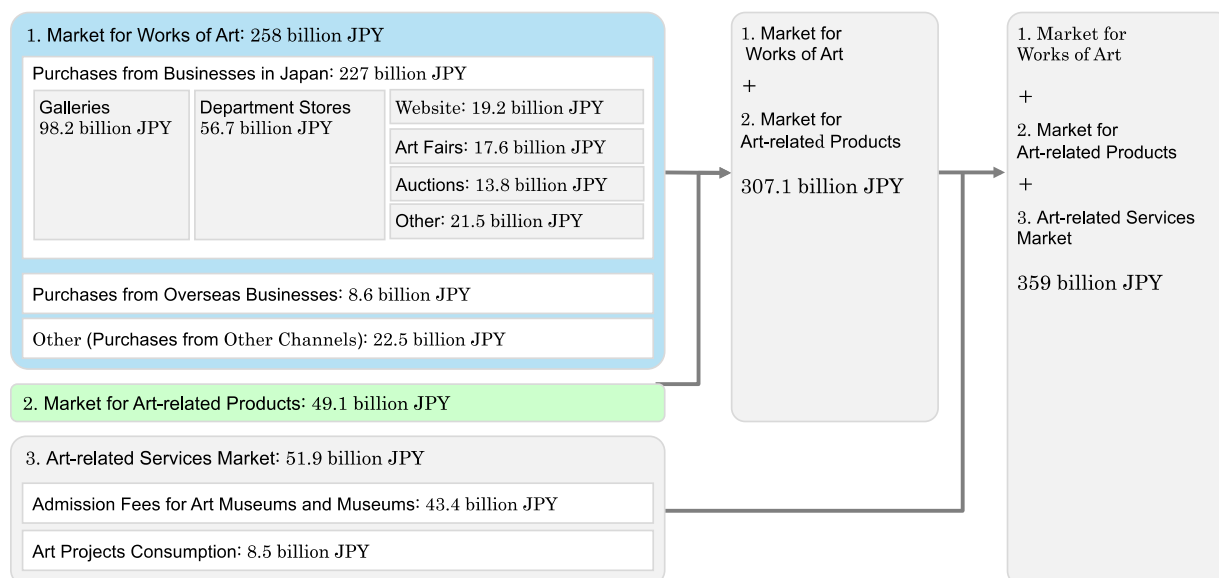 1. Market for Works of Art: 258 billion JPY
Purchases from Businesses in Japan: 227 billion JPY
Galleries
98.2 billion JPY
Department Stores
56.7 billion JPY
Website: 19.2 billion JPY
Art Fairs: 17.6 billion JPY
Auctions: 13.8 billion JPY
Other: 21.5 billion JPY
Purchases from Overseas Businesses: 8.6 billion JPY
Other (Purchases from Other Channels): 22.5 billion JPY
2. Market for Art-related Products: 49.1 billion JPY
3. Art-related Services Market: 51.9 billion JPY
Admission Fees for Art Museums and Museums: 43.4 billion JPY
Art Projects Consumption: 8.5 billion JPY
1. Market for
Works of Art
+
2. Market for
Art-related Products
307.1 billion JPY
1. Market for
Works of Art
+
2. Market for
Art-related Products
+
3. Art-related Services
Market
359 billion JPY